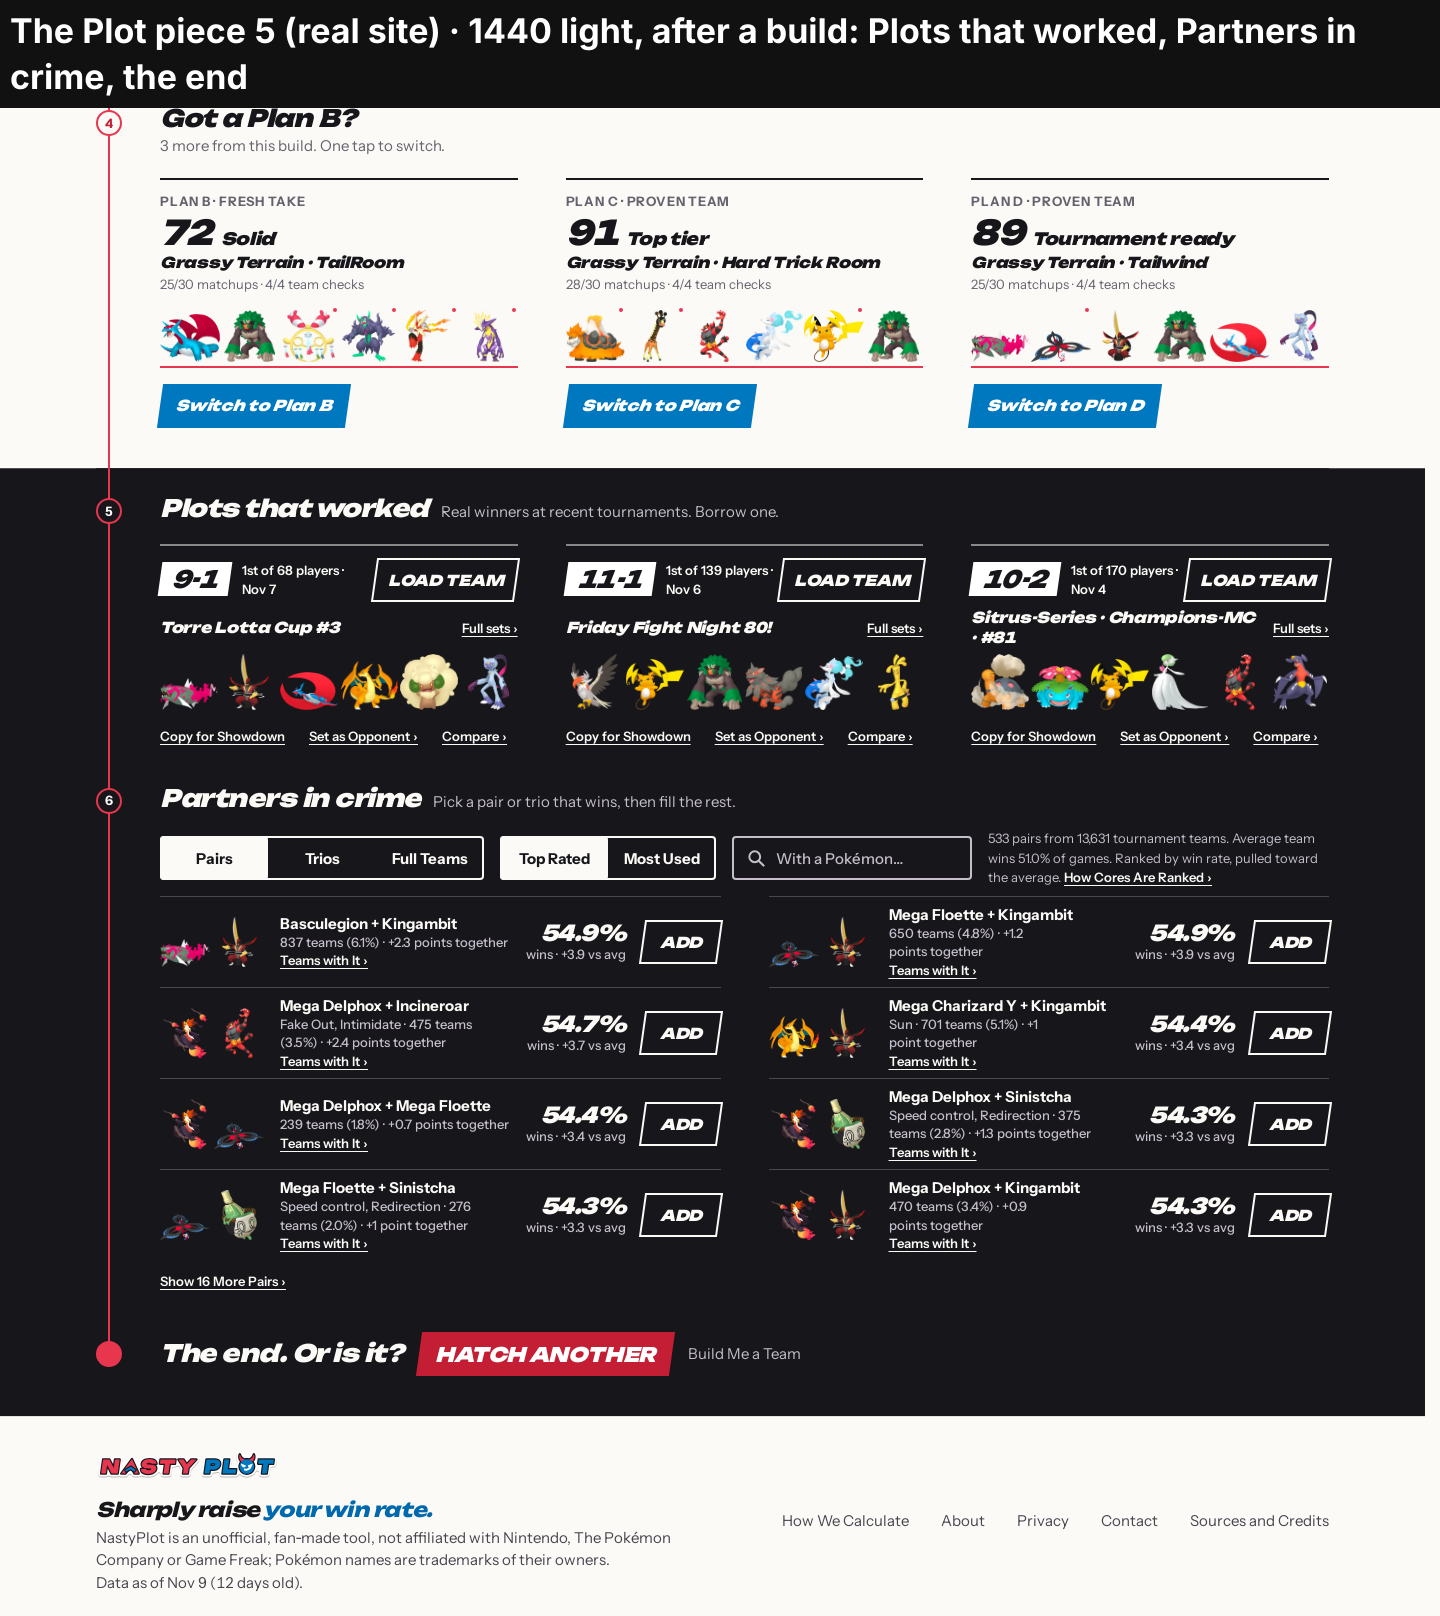 The Plot piece 5 (real site) · 1440 light, after a build: Plots that worked, Partners in
crime, the end
4
Got a Plan B?
3 more from this build. One tap to switch.
PLAN B · FRESH TAKE
72 Solid
Grassy Terrain · TailRoom
25/30 matchups · 4/4 team checks
Switch to Plan B
PLAN C · PROVEN TEAM
91 Top tier
Grassy Terrain · Hard Trick Room
28/30 matchups · 4/4 team checks
Switch to Plan C
PLAN D · PROVEN TEAM
89 Tournament ready
Grassy Terrain · Tailwind
25/30 matchups · 4/4 team checks
Switch to Plan D
5
Plots that worked Real winners at recent tournaments. Borrow one.
9-1
1st of 68 players ·
Nov 7
LOAD TEAM
Torre Lotta Cup #3
Full sets ›
Copy for Showdown Set as Opponent › Compare ›
11-1
1st of 139 players ·
Nov 6
LOAD TEAM
Friday Fight Night 80!
Full sets ›
Copy for Showdown Set as Opponent › Compare ›
10-2
1st of 170 players ·
Nov 4
LOAD TEAM
Sitrus-Series · Champions-MC
· #81
Full sets ›
Copy for Showdown Set as Opponent › Compare ›
6
Partners in crime Pick a pair or trio that wins, then fill the rest.
Pairs Trios Full Teams
Top Rated Most Used
With a Pokémon...
533 pairs from 13,631 tournament teams. Average team
wins 51.0% of games. Ranked by win rate, pulled toward
the average. How Cores Are Ranked ›
Basculegion + Kingambit
837 teams (6.1%) · +2.3 points together
Teams with It ›
54.9%
wins · +3.9 vs avg
ADD
Mega Floette + Kingambit
650 teams (4.8%) · +1.2
points together
Teams with It ›
54.9%
wins · +3.9 vs avg
ADD
Mega Delphox + Incineroar
Fake Out, Intimidate · 475 teams
(3.5%) · +2.4 points together
Teams with It ›
54.7%
wins · +3.7 vs avg
ADD
Mega Charizard Y + Kingambit
Sun · 701 teams (5.1%) · +1
point together
Teams with It ›
54.4%
wins · +3.4 vs avg
ADD
Mega Delphox + Mega Floette
239 teams (1.8%) · +0.7 points together
Teams with It ›
54.4%
wins · +3.4 vs avg
ADD
Mega Delphox + Sinistcha
Speed control, Redirection · 375
teams (2.8%) · +1.3 points together
Teams with It ›
54.3%
wins · +3.3 vs avg
ADD
Mega Floette + Sinistcha
Speed control, Redirection · 276
teams (2.0%) · +1 point together
Teams with It ›
54.3%
wins · +3.3 vs avg
ADD
Mega Delphox + Kingambit
470 teams (3.4%) · +0.9
points together
Teams with It ›
54.3%
wins · +3.3 vs avg
ADD
Show 16 More Pairs ›
The end. Or is it? HATCH ANOTHER Build Me a Team
NASTY PLOT
Sharply raise your win rate.
NastyPlot is an unofficial, fan-made tool, not affiliated with Nintendo, The Pokémon
Company or Game Freak; Pokémon names are trademarks of their owners.
Data as of Nov 9 (12 days old).
How We Calculate About Privacy Contact Sources and Credits